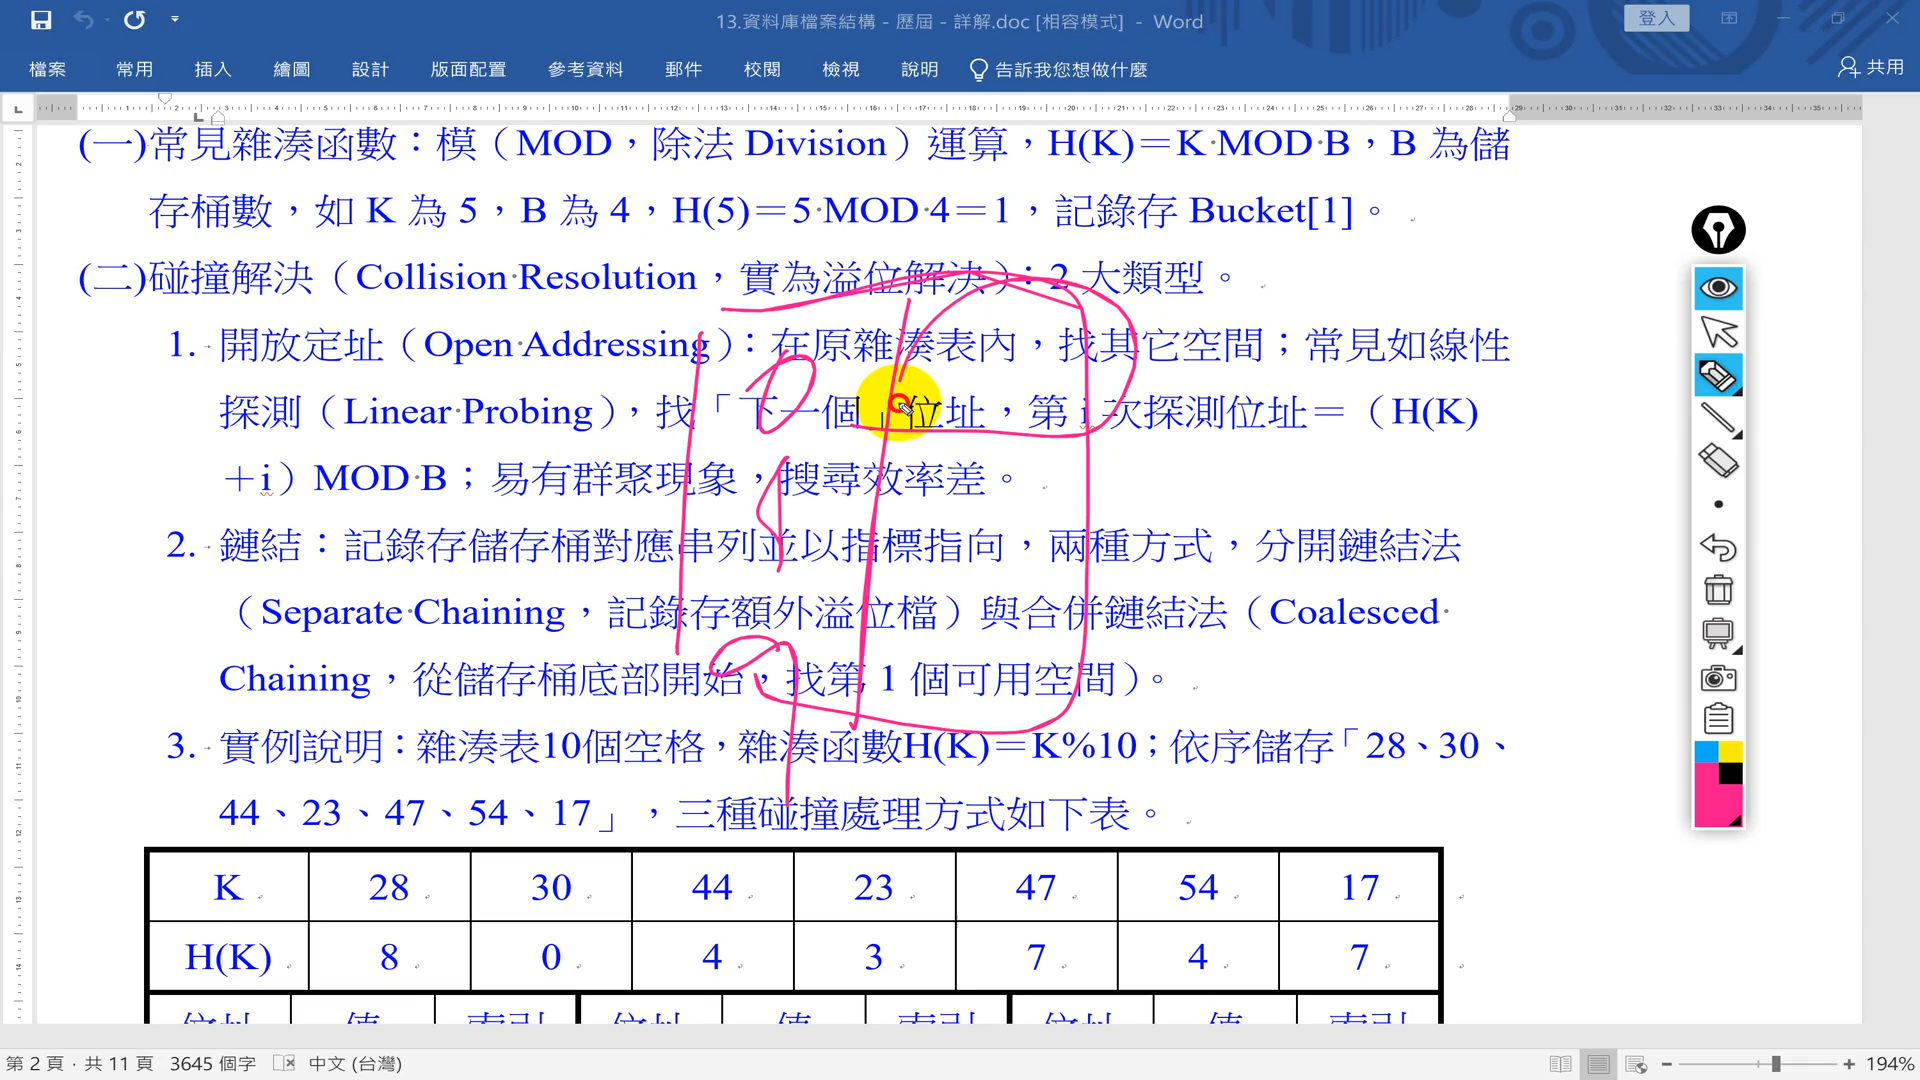 13.資料庫檔案結構 - 歷屆 - 詳解.doc [相容模式] - Word
登入
檔案 常用 插入 繪圖 設計 版面配置 參考資料 郵件 校閱 檢視 說明 告訴我您想做什麼 共用
(一)常見雜湊函數：模（MOD，除法 Division）運算，H(K)＝K MOD B，B 為儲
存桶數，如 K 為 5，B 為 4，H(5)＝5 MOD 4＝1，記錄存 Bucket[1]。
(二)碰撞解決（Collision Resolution，實為溢位解決）：2 大類型。
1. 開放定址（Open Addressing）：在原雜湊表內，找其它空間；常見如線性
探測（Linear Probing），找「下一個」位址，第 i 次探測位址＝（H(K)
＋i）MOD B；易有群聚現象，搜尋效率差。
2. 鏈結：記錄存儲存桶對應串列並以指標指向，兩種方式，分開鏈結法
（Separate Chaining，記錄存額外溢位檔）與合併鏈結法（Coalesced
Chaining，從儲存桶底部開始，找第 1 個可用空間）。
3. 實例說明：雜湊表10個空格，雜湊函數H(K)＝K%10；依序儲存「28、30、
44、23、47、54、17」，三種碰撞處理方式如下表。
K 28 30 44 23 47 54 17
H(K) 8 0 4 3 7 4 7
位址 值 索引 位址 值 索引 位址 值 索引
第 2 頁，共 11 頁 3645 個字 中文 (台灣) 194%